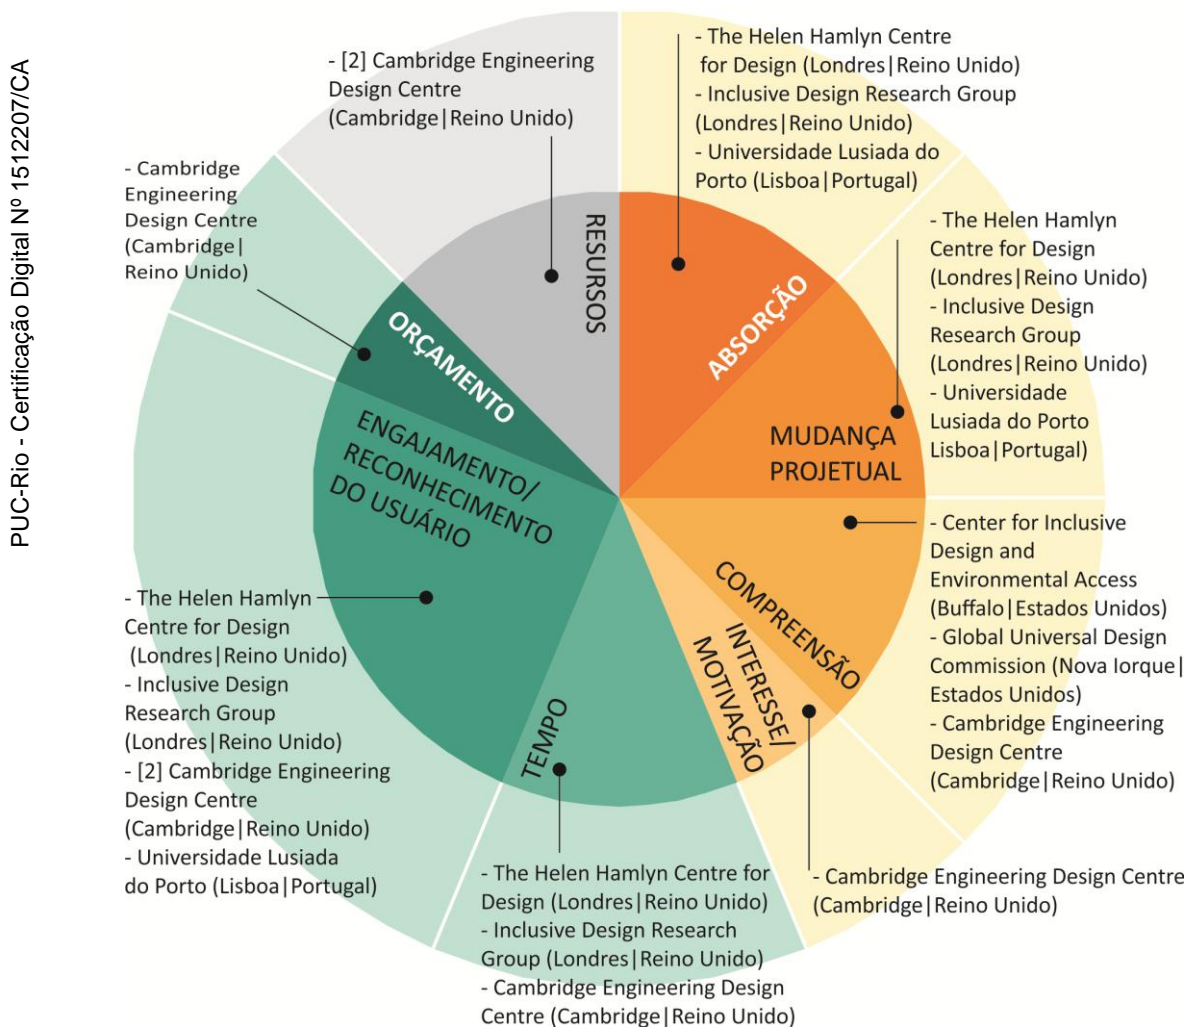 PUC-Rio - Certificação Digital Nº 1512207/CA
- [2] Cambridge Engineering
Design Centre
(Cambridge|Reino Unido)
- The Helen Hamlyn Centre
for Design (Londres|Reino Unido)
- Inclusive Design Research Group
(Londres|Reino Unido)
- Universidade Lusiada do
Porto (Lisboa|Portugal)
- Cambridge
Engineering
Design Centre
(Cambridge|
Reino Unido)
- The Helen Hamlyn
Centre for Design
(Londres|Reino Unido)
- Inclusive Design
Research Group
(Londres|Reino Unido)
- Universidade
Lusiada do Porto
Lisboa|Portugal)
RESURSOS
ABSORÇÃO
ORÇAMENTO
MUDANÇA
PROJETUAL
ENGAJAMENTO/
RECONHECIMENTO
DO USUÁRIO
COMPREENSÃO
INTERESSE/
MOTIVAÇÃO
TEMPO
- Center for Inclusive
Design and
Environmental Access
(Buffalo|Estados Unidos)
- Global Universal Design
Commission (Nova Iorque|
Estados Unidos)
- Cambridge Engineering
Design Centre
(Cambridge|Reino Unido)
- The Helen Hamlyn
Centre for Design
(Londres|Reino Unido)
- Inclusive Design
Research Group
(Londres|Reino Unido)
- [2] Cambridge Engineering
Design Centre
(Cambridge|Reino Unido)
- Universidade Lusiada
do Porto (Lisboa|Portugal)
- The Helen Hamlyn Centre for
Design (Londres|Reino Unido)
- Inclusive Design Research
Group (Londres|Reino Unido)
- Cambridge Engineering Design
Centre (Cambridge|Reino Unido)
- Cambridge Engineering Design Centre
(Cambridge|Reino Unido)